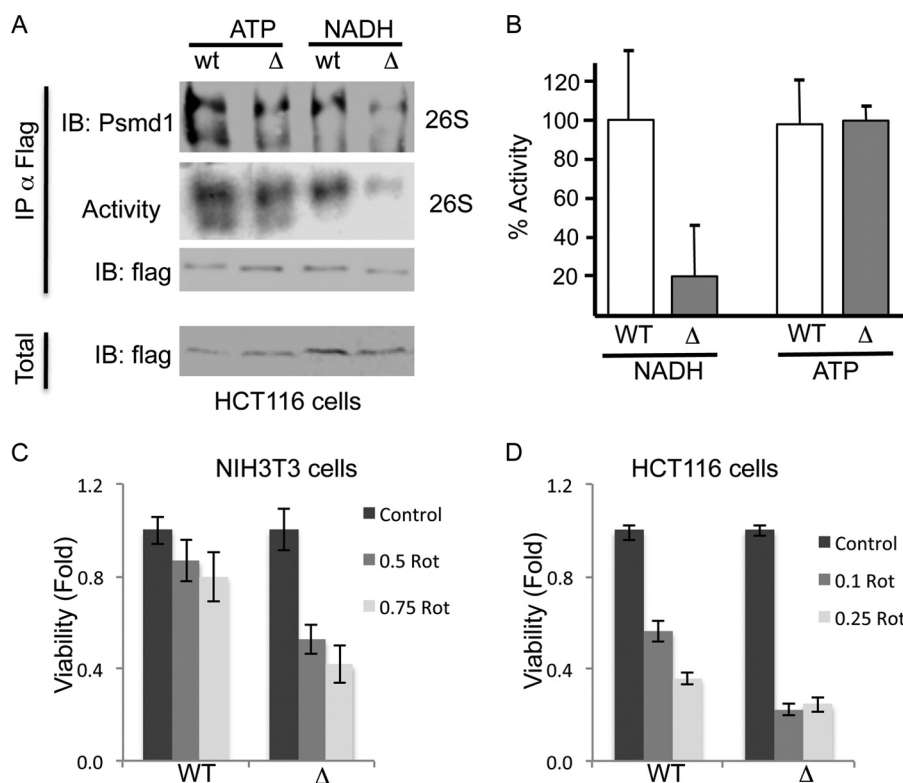 A
ATP NADH
wt Δ wt Δ
IP α Flag
IB: Psmd1
26S
Activity
26S
IB: flag
Total
IB: flag
HCT116 cells
B
% Activity
100
80
60
40
20
WT Δ WT Δ
NADH ATP
C
NIH3T3 cells
Viability (Fold)
1.2
0.8
0.4
0.0
Control
0.5 Rot
0.75 Rot
WT Δ
D
HCT116 cells
Viability (Fold)
1.2
0.8
0.4
0.0
Control
0.1 Rot
0.25 Rot
WT Δ